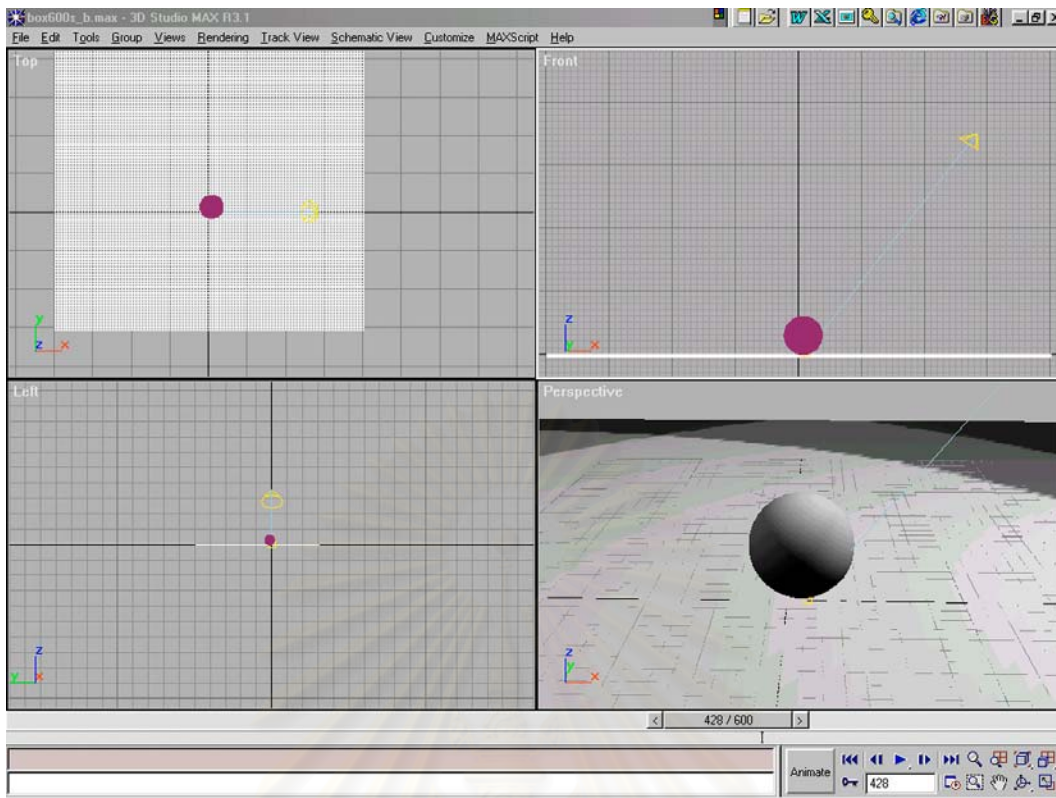 box600s_b.max - 3D Studio MAX R3.1
File Edit Tools Group Views Rendering Track View Schematic View Customize MAXScript Help
Top
Front
y
z x
z
y x
Left
Perspective
z
y x
z
y x
< 428 / 600 >
Animate
428